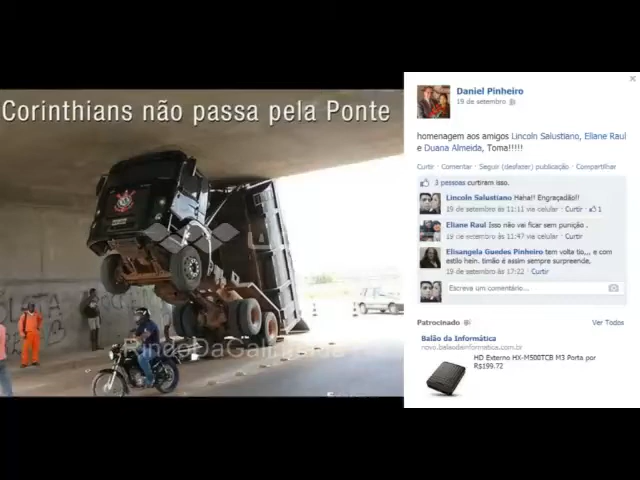 Corinthians não passa pela Ponte
Daniel Pinheiro
19 de setembro
homenagem aos amigos Lincoln Salustiano, Eliane Raul
e Duana Almeida, Toma!!!!!
Curtir · Comentar · Seguir (desfazer) publicação · Compartilhar
3 pessoas curtiram isso.
Lincoln Salustiano Haha!! Engraçadão!!
19 de setembro às 11:11 via celular · Curtir · 1
Eliane Raul Isso não vai ficar sem punição .
19 de setembro às 11:47 via celular · Curtir
Elisangela Guedes Pinheiro tem volta tio,,, e com
estilo hein. timão é assim sempre surpreende,
19 de setembro às 17:22 · Curtir
Escreva um comentário...
Patrocinado
Ver Todos
Balão da Informática
novo.balaodainformatica.com.br
HD Externo HX-M500TCB M3 Porta por
R$199.72